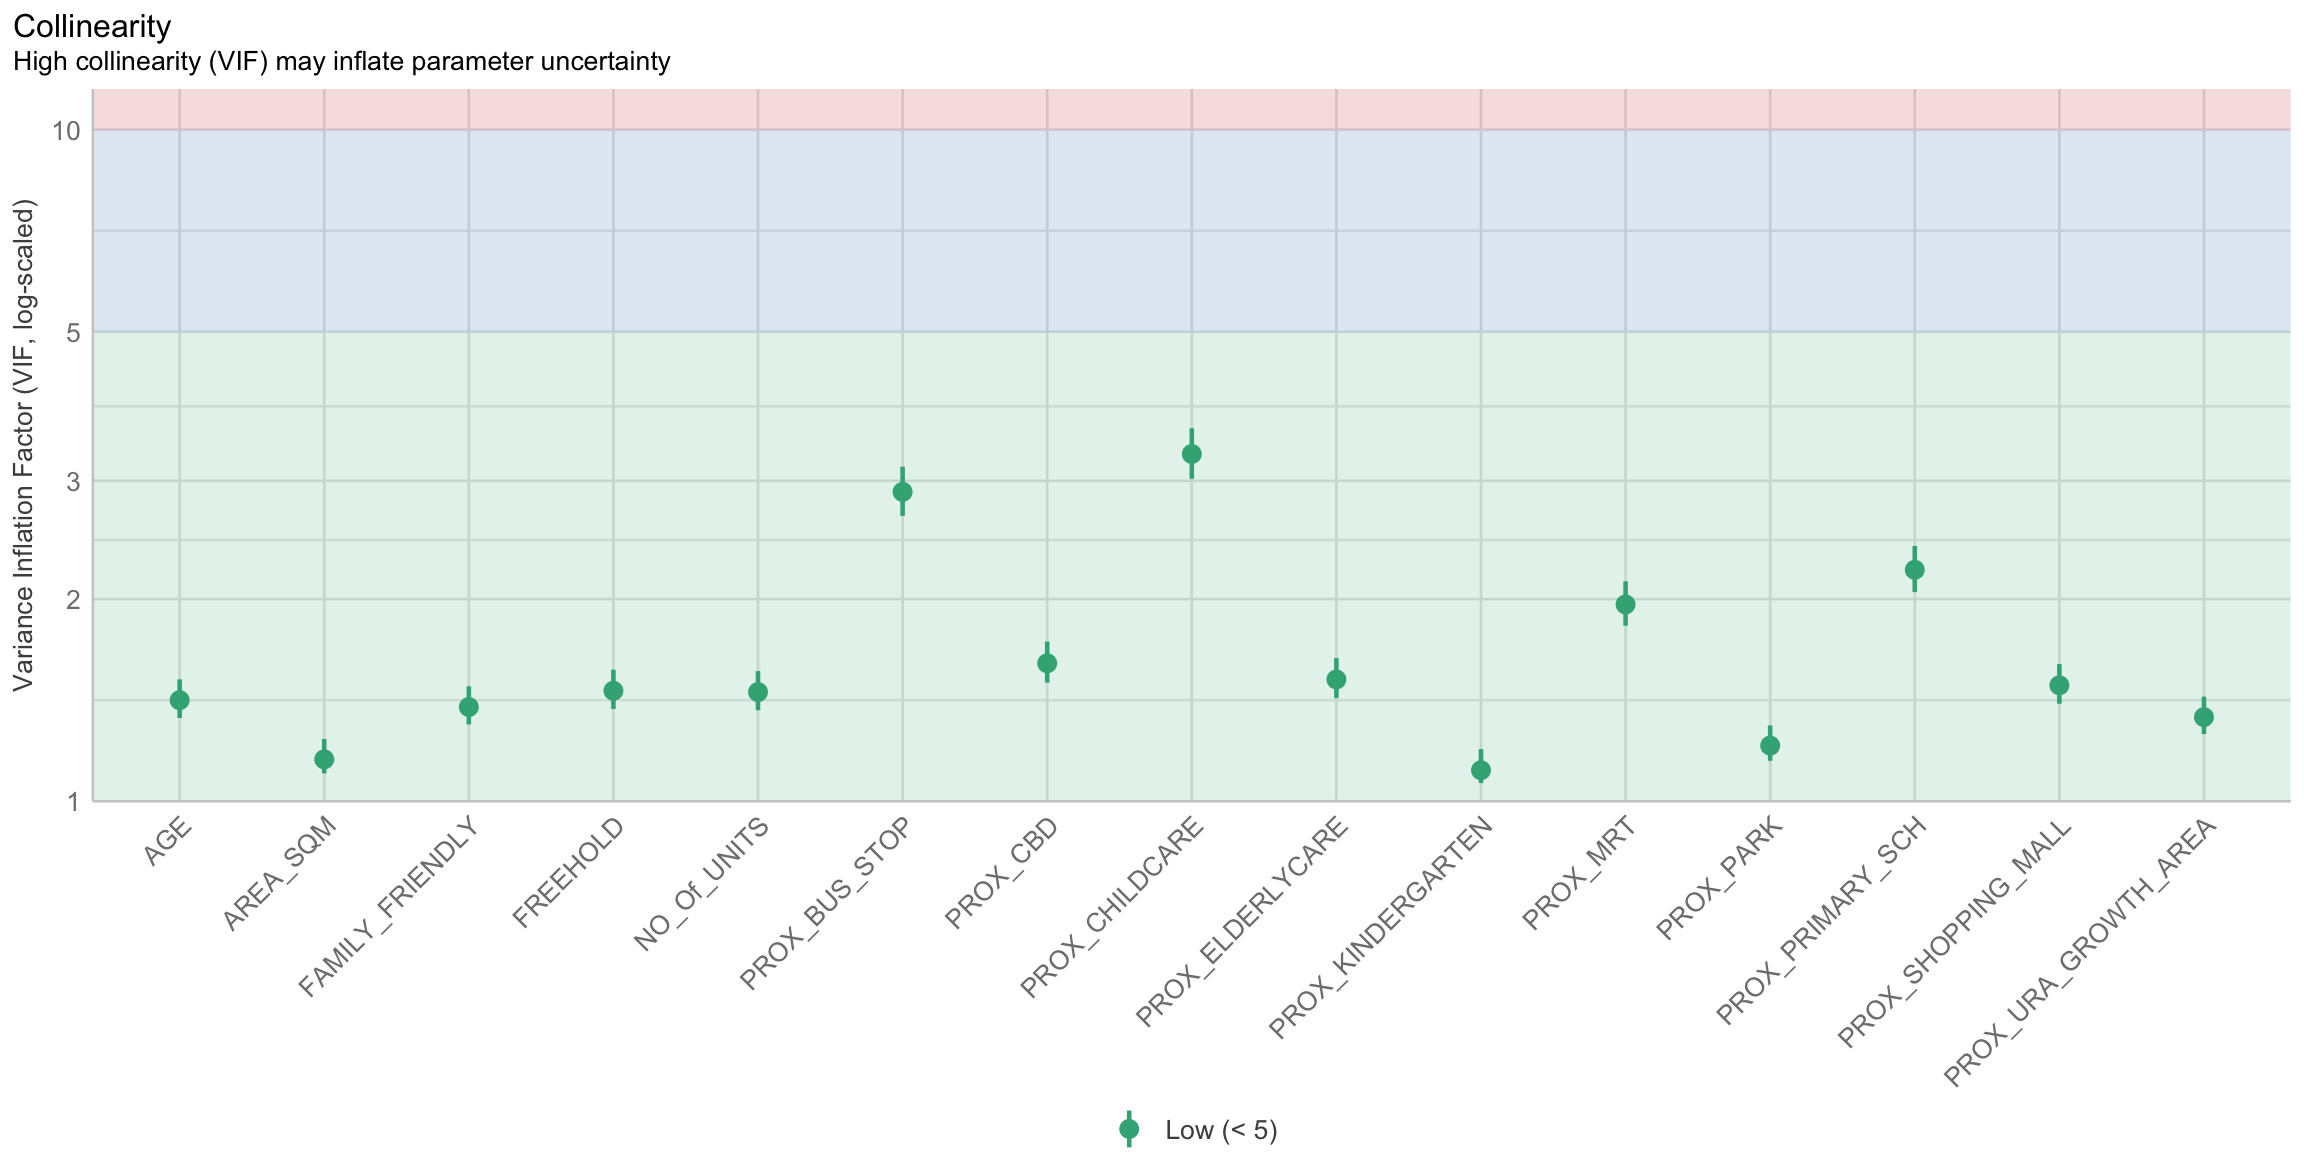 Collinearity
High collinearity (VIF) may inflate parameter uncertainty
Variance Inflation Factor (VIF, log-scaled)
10
5
3
2
1
AGE
AREA_SQM
FAMILY_FRIENDLY
FREEHOLD
NO_Of_UNITS
PROX_BUS_STOP
PROX_CBD
PROX_CHILDCARE
PROX_ELDERLYCARE
PROX_KINDERGARTEN
PROX_MRT
PROX_PARK
PROX_PRIMARY_SCH
PROX_SHOPPING_MALL
PROX_URA_GROWTH_AREA
Low (< 5)